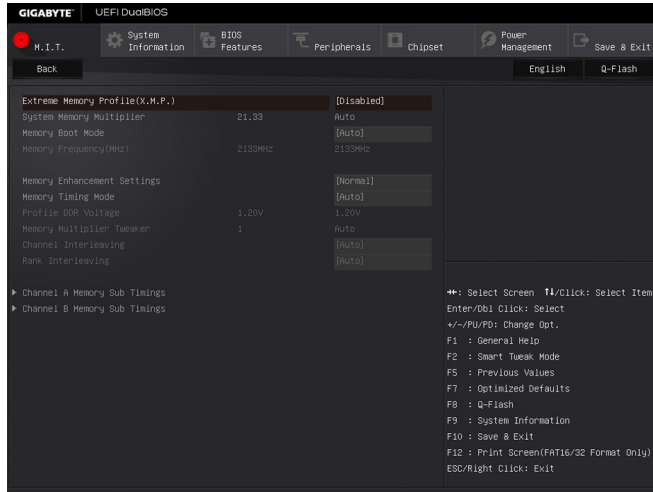 GIGABYTE™ UEFI DualBIOS
M.I.T. System Information BIOS Features Peripherals Chipset Power Management Save & Exit
Back English Q-Flash
Extreme Memory Profile(X.M.P.) [Disabled]
System Memory Multiplier 21.33 Auto
Memory Boot Mode [Auto]
Memory Frequency(MHz) 2133MHz 2133MHz
Memory Enhancement Settings [Normal]
Memory Timing Mode [Auto]
Profile DDR Voltage 1.20V 1.20V
Memory Multiplier Tweaker 1 Auto
Channel Interleaving [Auto]
Rank Interleaving [Auto]
Channel A Memory Sub Timings
Channel B Memory Sub Timings
→←: Select Screen ↑↓/Click: Select Item
Enter/Dbl Click: Select
+/-/PU/PD: Change Opt.
F1 : General Help
F2 : Smart Tweak Mode
F5 : Previous Values
F7 : Optimized Defaults
F8 : Q-Flash
F9 : System Information
F10 : Save & Exit
F12 : Print Screen(FAT16/32 Format Only)
ESC/Right Click: Exit